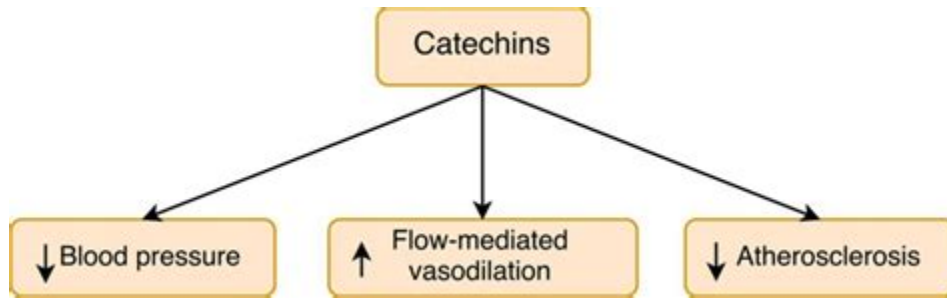 Catechins
↓ Blood pressure
↑ Flow-mediated
vasodilation
↓ Atherosclerosis